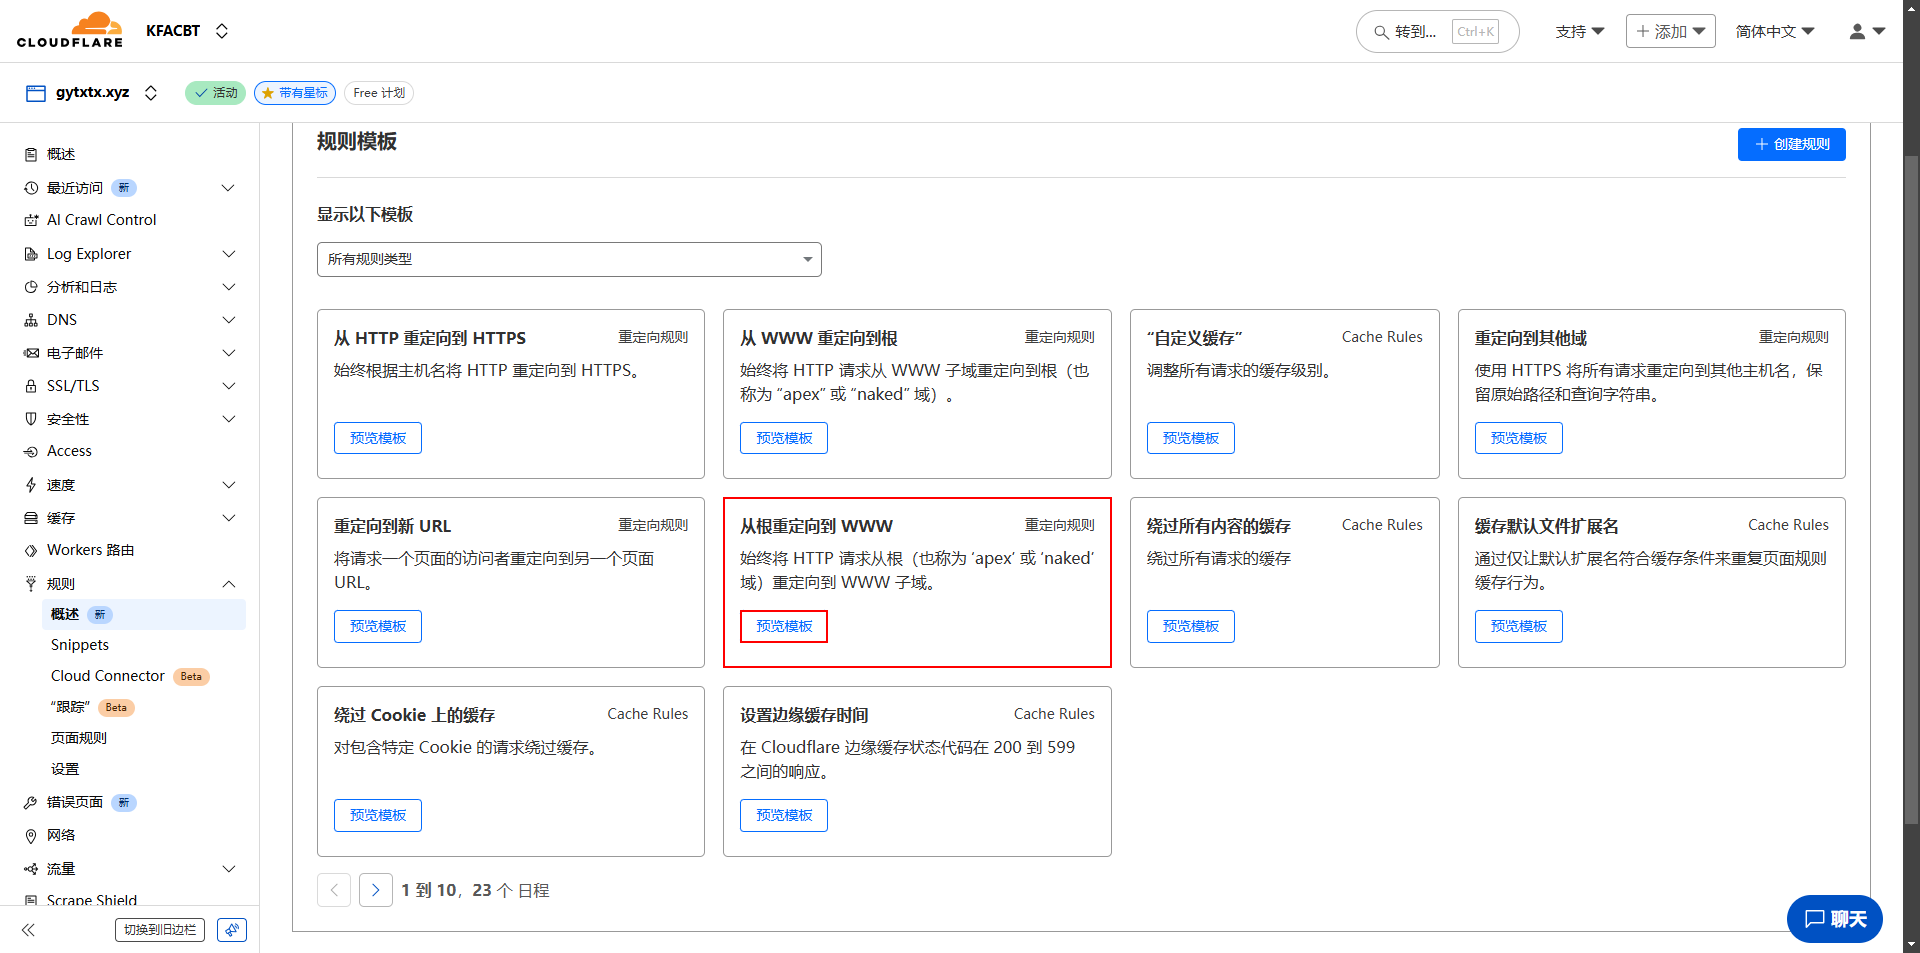 CLOUDFLARE
KFACBT
转到... Ctrl+K
支持
添加
简体中文
gytxtx.xyz
活动
带有星标
Free 计划
概述
最近访问 新
AI Crawl Control
Log Explorer
分析和日志
DNS
电子邮件
SSL/TLS
安全性
Access
速度
缓存
Workers 路由
规则
概述 新
Snippets
Cloud Connector Beta
“跟踪” Beta
页面规则
设置
错误页面 新
网络
流量
Scrape Shield
切换到旧边栏
规则模板
创建规则
显示以下模板
所有规则类型
从 HTTP 重定向到 HTTPS 重定向规则
始终根据主机名将 HTTP 重定向到 HTTPS。
预览模板
从 WWW 重定向到根 重定向规则
始终将 HTTP 请求从 WWW 子域重定向到根（也
称为 “apex” 或 “naked” 域）。
预览模板
“自定义缓存” Cache Rules
调整所有请求的缓存级别。
预览模板
重定向到其他域 重定向规则
使用 HTTPS 将所有请求重定向到其他主机名，保
留原始路径和查询字符串。
预览模板
重定向到新 URL 重定向规则
将请求一个页面的访问者重定向到另一个页面
URL。
预览模板
从根重定向到 WWW 重定向规则
始终将 HTTP 请求从根（也称为 ‘apex’ 或 ‘naked’
域）重定向到 WWW 子域。
预览模板
绕过所有内容的缓存 Cache Rules
绕过所有请求的缓存
预览模板
缓存默认文件扩展名 Cache Rules
通过仅让默认扩展名符合缓存条件来重复页面规则
缓存行为。
预览模板
绕过 Cookie 上的缓存 Cache Rules
对包含特定 Cookie 的请求绕过缓存。
预览模板
设置边缘缓存时间 Cache Rules
在 Cloudflare 边缘缓存状态代码在 200 到 599
之间的响应。
预览模板
1 到 10，23 个 日程
聊天